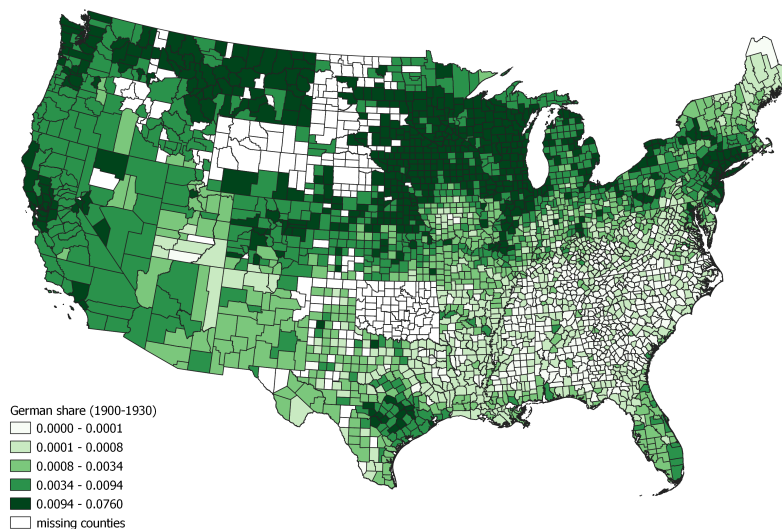 German share (1900-1930)
0.0000 - 0.0001
0.0001 - 0.0008
0.0008 - 0.0034
0.0034 - 0.0094
0.0094 - 0.0760
missing counties